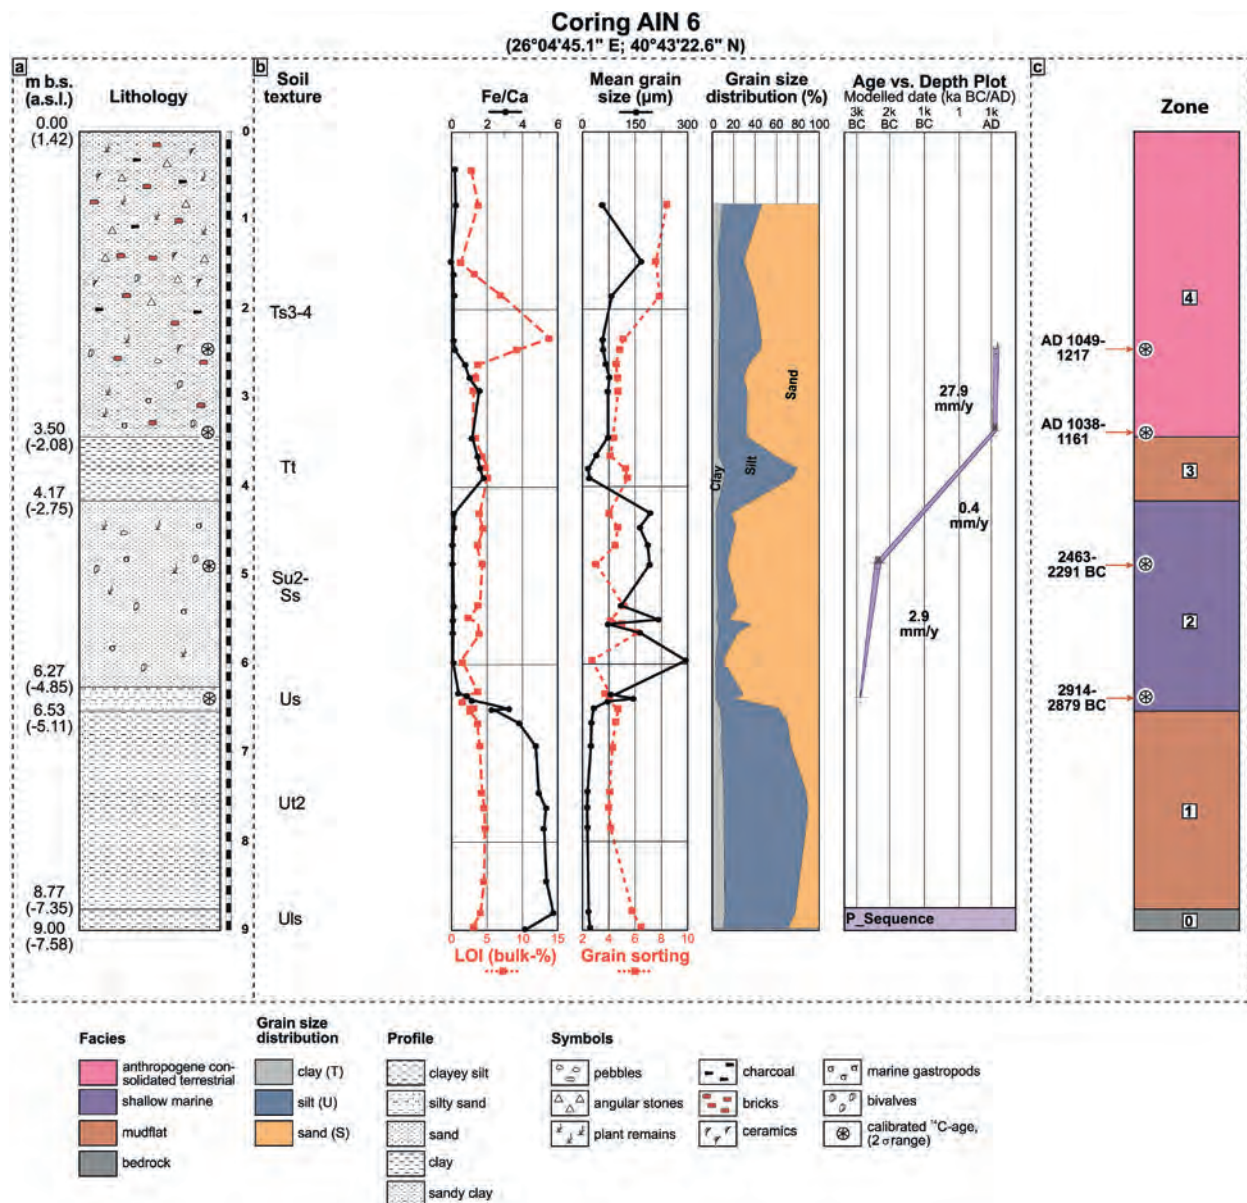 Coring AIN 6
(26°04'45.1" E; 40°43'22.6" N)
a
b
c
m b.s.
(a.s.l.)
Lithology
Soil
texture
Fe/Ca
0 2 4 6
Mean grain
size (µm)
0 150 300
Grain size
distribution (%)
0 20 40 60 80 100
Age vs. Depth Plot
Modelled date (ka BC/AD)
3k 2k 1k 1 1k
BC BC BC AD
Zone
0.00
(1.42)
0
1
2
Ts3-4
4
AD 1049-
1217
Sand
3
27.9
mm/y
AD 1038-
1161
3.50
(-2.08)
Tt
Clay
Silt
3
4
4.17
(-2.75)
0.4
mm/y
5
Su2-
Ss
2463-
2291 BC
2.9
mm/y
2
6
6.27
(-4.85)
Us
6.53
(-5.11)
2914-
2879 BC
7
Ut2
1
8
8.77
(-7.35)
Uls
9.00
(-7.58)
9
P_Sequence
0
0 5 10 15
LOI (bulk-%)
2 4 6 8 10
Grain sorting
Facies
anthropogene con-
solidated terrestrial
shallow marine
mudflat
bedrock
Grain size
distribution
clay (T)
silt (U)
sand (S)
Profile
clayey silt
silty sand
sand
clay
sandy clay
Symbols
pebbles
angular stones
plant remains
charcoal
bricks
ceramics
marine gastropods
bivalves
calibrated ¹⁴C-age,
(2 σ range)